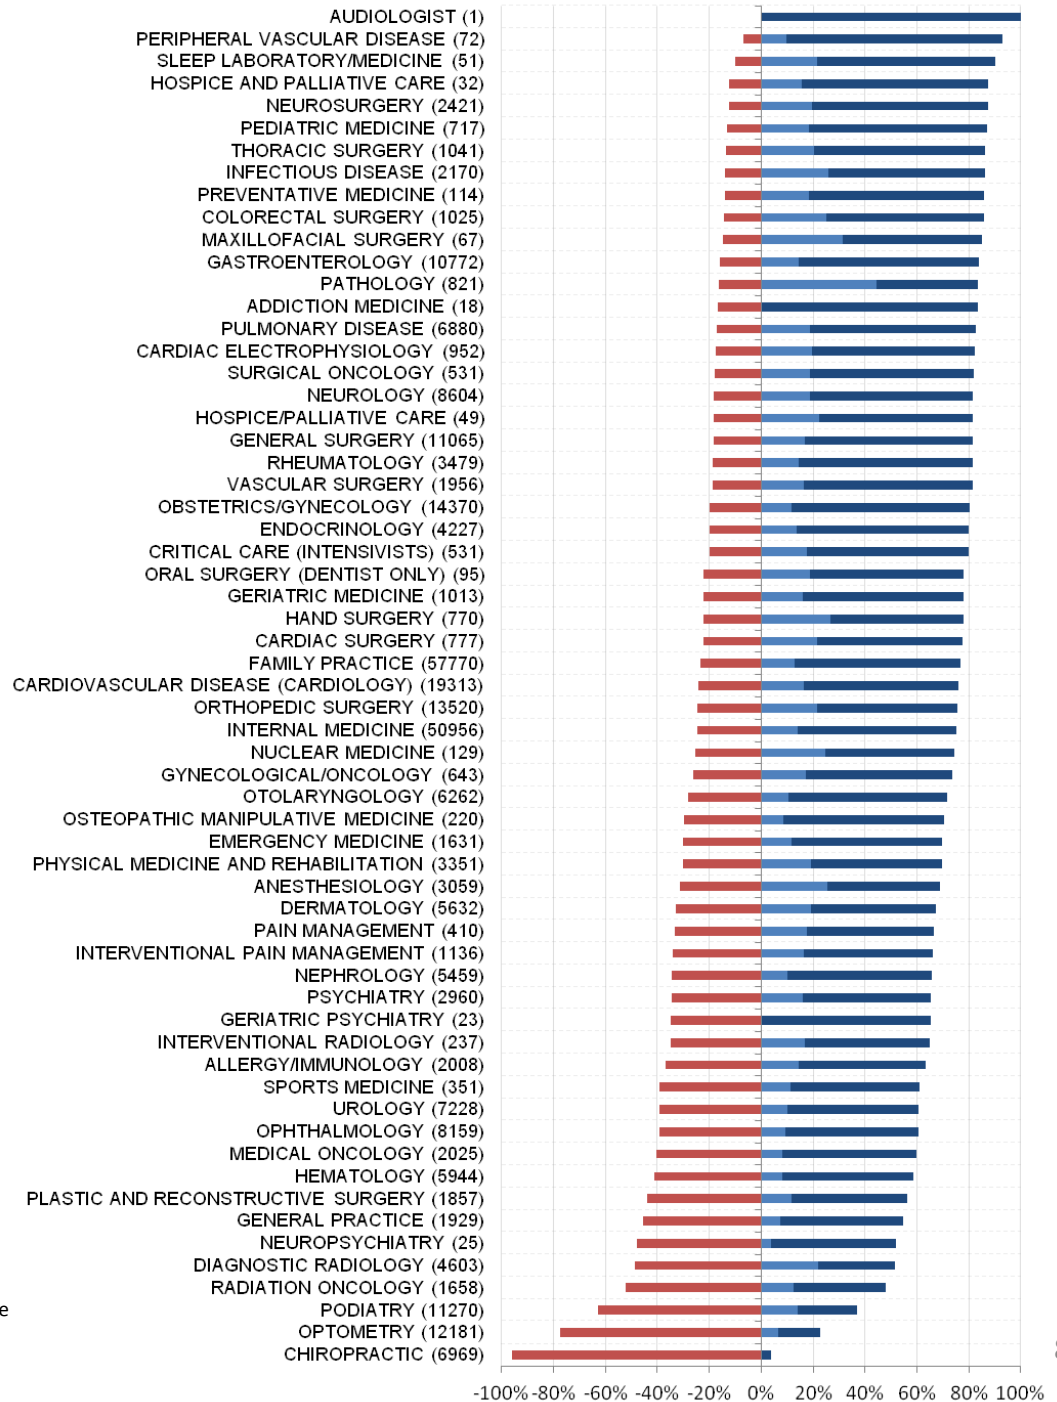 AUDIOLOGIST (1)
PERIPHERAL VASCULAR DISEASE (72)
SLEEP LABORATORY/MEDICINE (51)
HOSPICE AND PALLIATIVE CARE (32)
NEUROSURGERY (2421)
PEDIATRIC MEDICINE (717)
THORACIC SURGERY (1041)
INFECTIOUS DISEASE (2170)
PREVENTATIVE MEDICINE (114)
COLORECTAL SURGERY (1025)
MAXILLOFACIAL SURGERY (67)
GASTROENTEROLOGY (10772)
PATHOLOGY (821)
ADDICTION MEDICINE (18)
PULMONARY DISEASE (6880)
CARDIAC ELECTROPHYSIOLOGY (952)
SURGICAL ONCOLOGY (531)
NEUROLOGY (8604)
HOSPICE/PALLIATIVE CARE (49)
GENERAL SURGERY (11065)
RHEUMATOLOGY (3479)
VASCULAR SURGERY (1956)
OBSTETRICS/GYNECOLOGY (14370)
ENDOCRINOLOGY (4227)
CRITICAL CARE (INTENSIVISTS) (531)
ORAL SURGERY (DENTIST ONLY) (95)
GERIATRIC MEDICINE (1013)
HAND SURGERY (770)
CARDIAC SURGERY (777)
FAMILY PRACTICE (57770)
CARDIOVASCULAR DISEASE (CARDIOLOGY) (19313)
ORTHOPEDIC SURGERY (13520)
INTERNAL MEDICINE (50956)
NUCLEAR MEDICINE (129)
GYNECOLOGICAL/ONCOLOGY (643)
OTOLARYNGOLOGY (6262)
OSTEOPATHIC MANIPULATIVE MEDICINE (220)
EMERGENCY MEDICINE (1631)
PHYSICAL MEDICINE AND REHABILITATION (3351)
ANESTHESIOLOGY (3059)
DERMATOLOGY (5632)
PAIN MANAGEMENT (410)
INTERVENTIONAL PAIN MANAGEMENT (1136)
NEPHROLOGY (5459)
PSYCHIATRY (2960)
GERIATRIC PSYCHIATRY (23)
INTERVENTIONAL RADIOLOGY (237)
ALLERGY/IMMUNOLOGY (2008)
SPORTS MEDICINE (351)
UROLOGY (7228)
OPHTHALMOLOGY (8159)
MEDICAL ONCOLOGY (2025)
HEMATOLOGY (5944)
PLASTIC AND RECONSTRUCTIVE SURGERY (1857)
GENERAL PRACTICE (1929)
NEUROPSYCHIATRY (25)
DIAGNOSTIC RADIOLOGY (4603)
RADIATION ONCOLOGY (1658)
PODIATRY (11270)
OPTOMETRY (12181)
CHIROPRACTIC (6969)
-100% -80% -60% -40% -20% 0% 20% 40% 60% 80% 100%